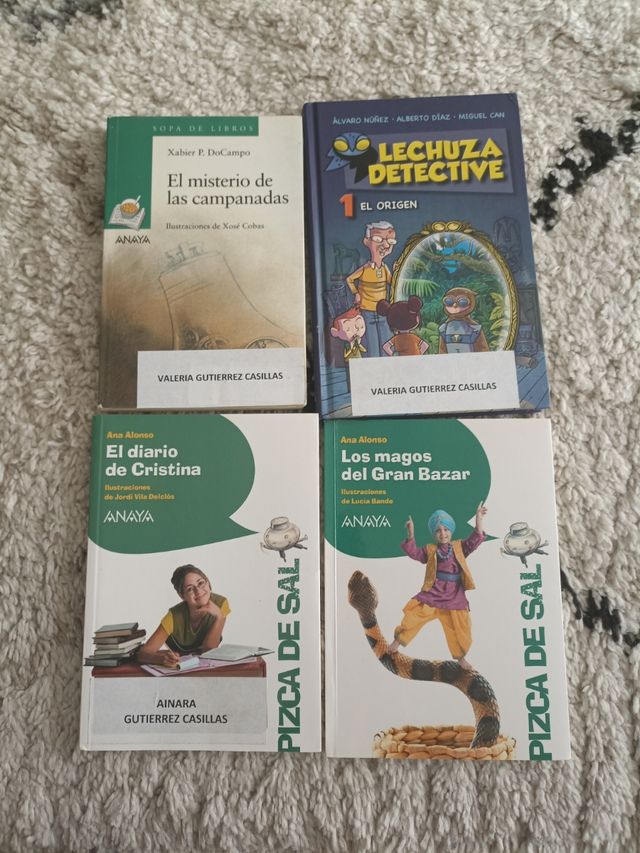 SOPA DE LIBROS
Xabier P. DoCampo
El misterio de
las campanadas
Ilustraciones de Xosé Cobas
ANAYA
VALERIA GUTIERREZ CASILLAS
ÁLVARO NÚÑEZ · ALBERTO DÍAZ · MIGUEL CAN
LECHUZA
DETECTIVE
1 EL ORIGEN
VALERIA GUTIERREZ CASILLAS
Ana Alonso
El diario
de Cristina
Ilustraciones
de Jordi Vila Delclòs
ANAYA
PIZCA DE SAL
AINARA
GUTIERREZ CASILLAS
Ana Alonso
Los magos
del Gran Bazar
Ilustraciones
de Lucía Bande
ANAYA
PIZCA DE SAL